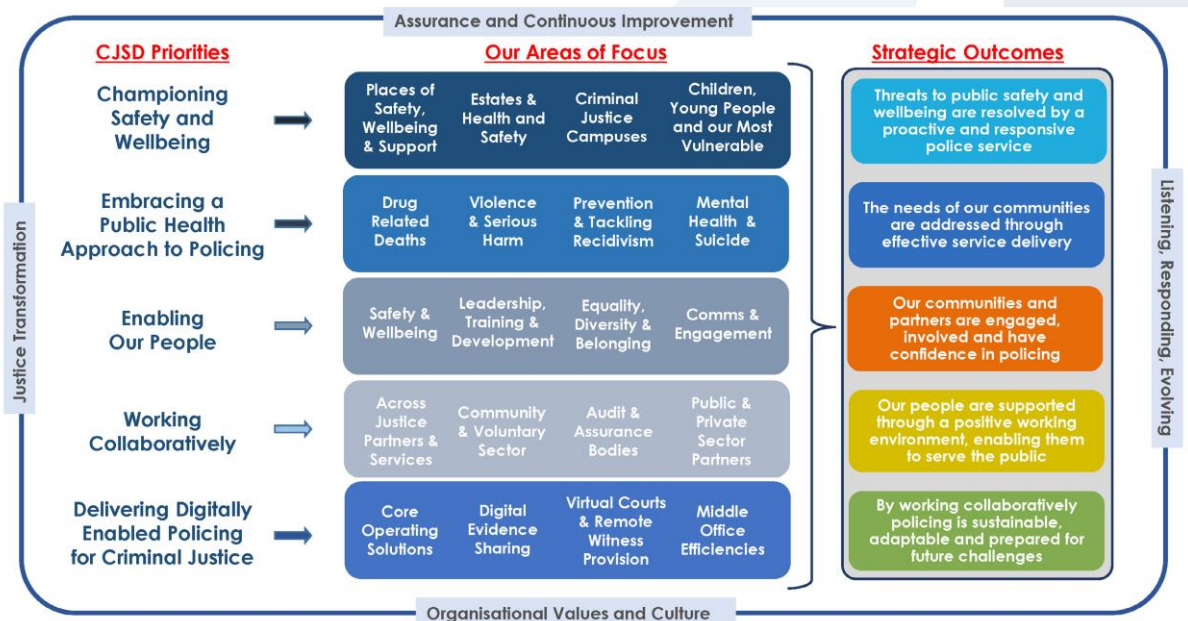 Assurance and Continuous Improvement
CJSD Priorities
Our Areas of Focus
Strategic Outcomes
Championing
Safety and
Wellbeing
Places of
Safety,
Wellbeing
& Support
Estates &
Health and
Safety
Criminal
Justice
Campuses
Children,
Young People
and our Most
Vulnerable
Threats to public safety and
wellbeing are resolved by a
proactive and responsive
police service
Embracing a
Public Health
Approach to Policing
Drug
Related
Deaths
Violence
& Serious
Harm
Prevention
& Tackling
Recidivism
Mental
Health &
Suicide
The needs of our communities
are addressed through
effective service delivery
Enabling
Our People
Safety &
Wellbeing
Leadership,
Training &
Development
Equality,
Diversity &
Belonging
Comms &
Engagement
Our communities and
partners are engaged,
involved and have
confidence in policing
Working
Collaboratively
Across
Justice
Partners &
Services
Community
& Voluntary
Sector
Audit &
Assurance
Bodies
Public &
Private
Sector
Partners
Our people are supported
through a positive working
environment, enabling them
to serve the public
Delivering Digitally
Enabled Policing
for Criminal Justice
Core
Operating
Solutions
Digital
Evidence
Sharing
Virtual Courts
& Remote
Witness
Provision
Middle
Office
Efficiencies
By working collaboratively
policing is sustainable,
adaptable and prepared for
future challenges
Justice Transformation
Listening, Responding, Evolving
Organisational Values and Culture